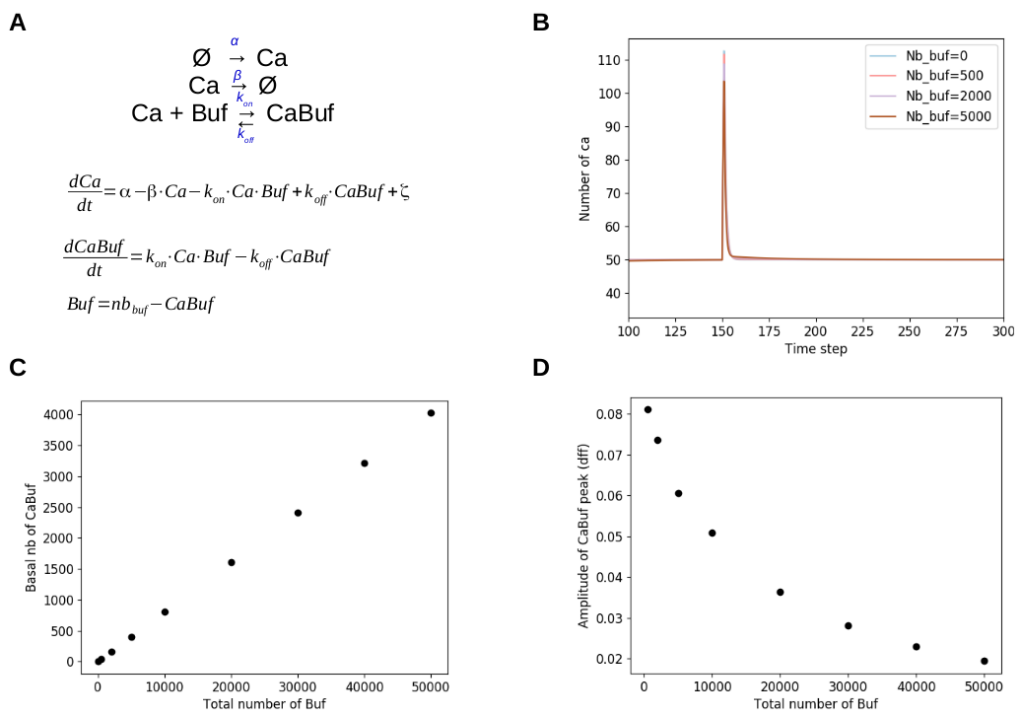 A
α
Ø → Ca
β
Ca → Ø
k_on
Ca + Buf ⇄ CaBuf
k_off
dCa/dt = α − β·Ca − k_on·Ca·Buf + k_off·CaBuf + ζ
dCaBuf/dt = k_on·Ca·Buf − k_off·CaBuf
Buf = nb_buf − CaBuf
B
Number of ca
110
100
90
80
70
60
50
40
Nb_buf=0
Nb_buf=500
Nb_buf=2000
Nb_buf=5000
100 125 150 175 200 225 250 275 300
Time step
C
Basal nb of CaBuf
4000
3500
3000
2500
2000
1500
1000
500
0
0 10000 20000 30000 40000 50000
Total number of Buf
D
Amplitude of CaBuf peak (dff)
0.08
0.07
0.06
0.05
0.04
0.03
0.02
0 10000 20000 30000 40000 50000
Total number of Buf